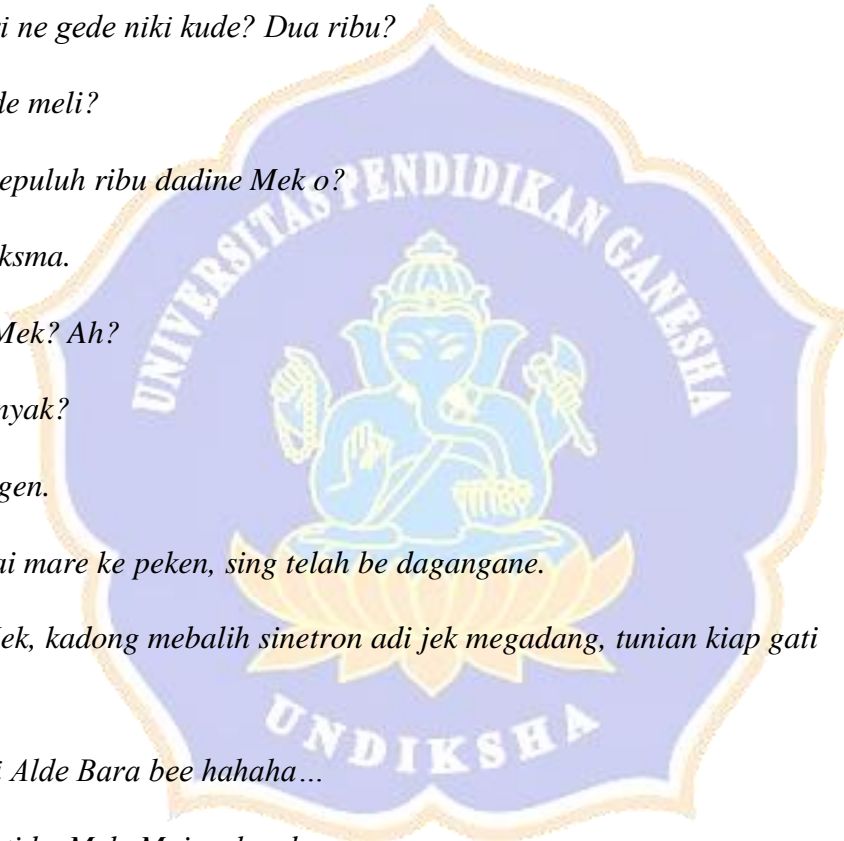 ne gede niki kude? Dua ribu?
meli?
epuluh ribu dadine Mek o?
ksma.
Mek? Ah?
nyak?
gen.
ai mare ke peken, sing telah be dagangane.
ek, kadong mebalih sinetron adi jek megadang, tunian kiap gati
Alde Bara bee hahaha…
UNIVERSITAS PENDIDIKAN GANESHA
UNDIKSHA